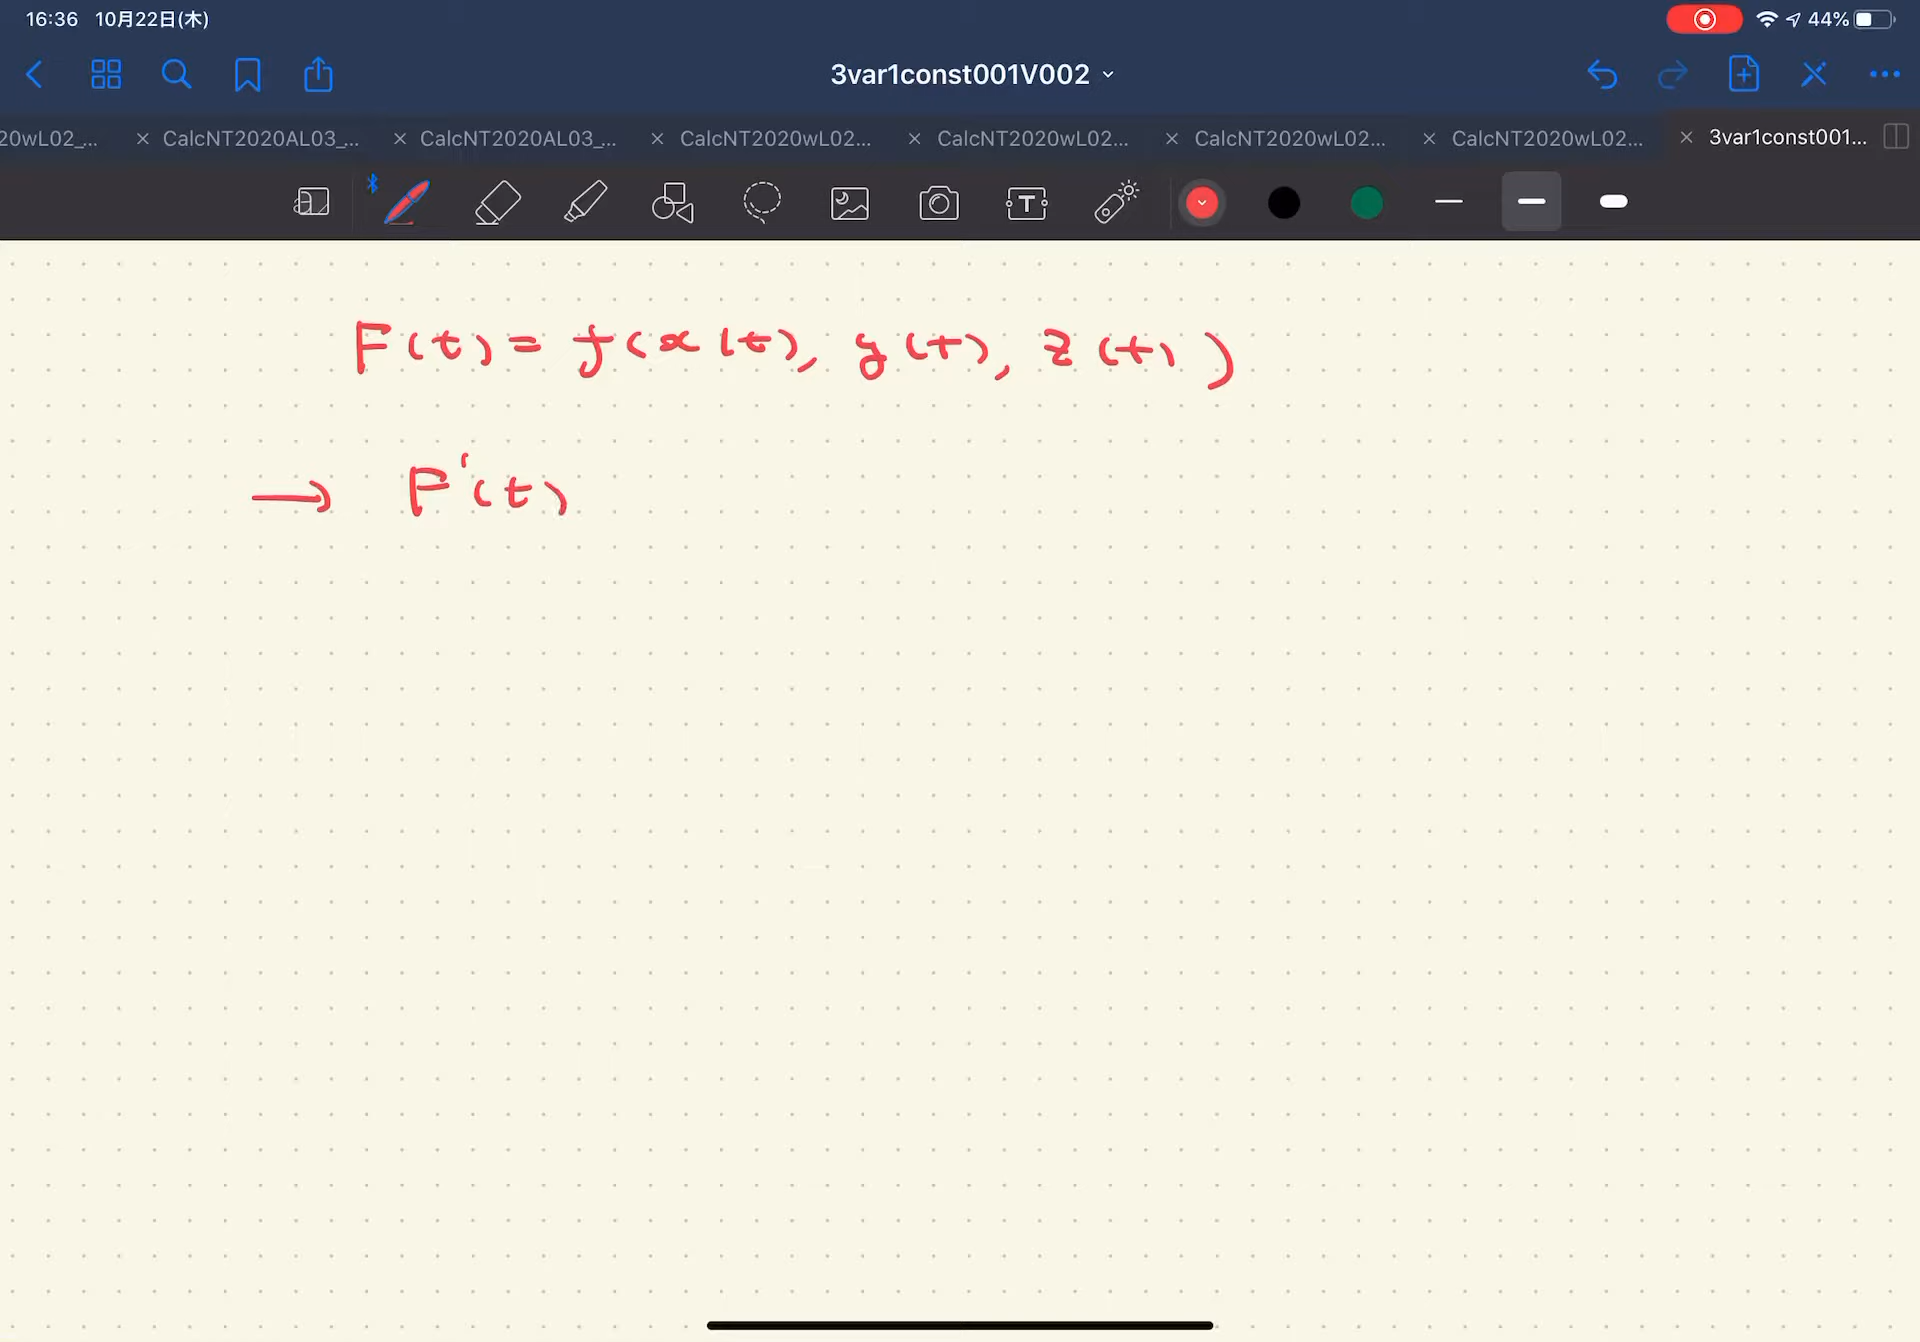 16:36 10月22日(木) 44%
3var1const001V002
20wL02_... CalcNT2020AL03_... CalcNT2020AL03_... CalcNT2020wL02... CalcNT2020wL02... CalcNT2020wL02... CalcNT2020wL02... 3var1const001...
T
F(t) = f(x(t), y(t), z(t))
→ F'(t)